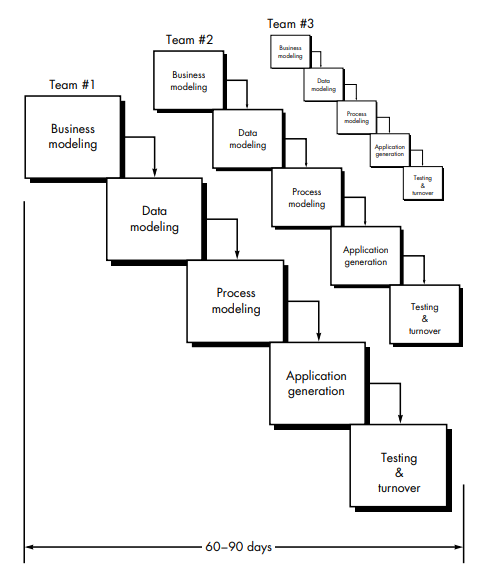 Team #1
Business
modeling
Data
modeling
Process
modeling
Application
generation
Testing
&
turnover
Team #2
Business
modeling
Data
modeling
Process
modeling
Application
generation
Testing
&
turnover
Team #3
Business
modeling
Data
modeling
Process
modeling
Application
generation
Testing
&
turnover
60–90 days